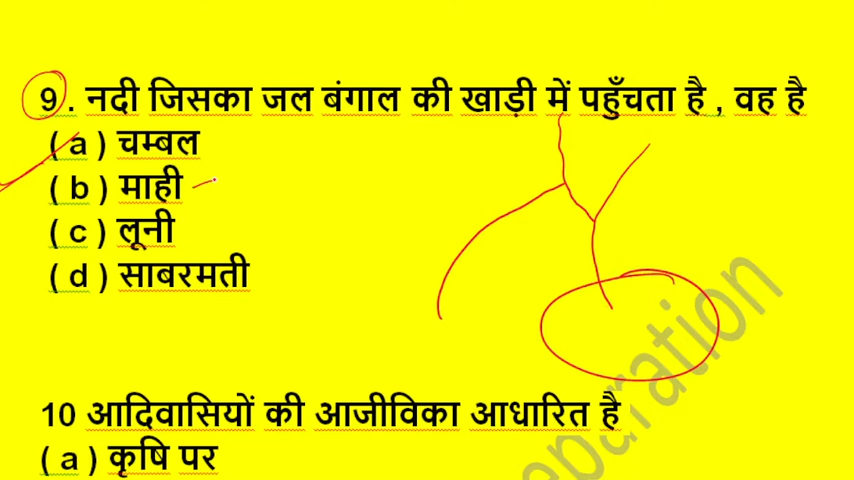 9 . नदी जिसका जल बंगाल की खाड़ी में पहुँचता है , वह है
( a ) चम्बल
( b ) माही
( c ) लूनी
( d ) साबरमती
10 आदिवासियों की आजीविका आधारित है
( a ) कृषि पर